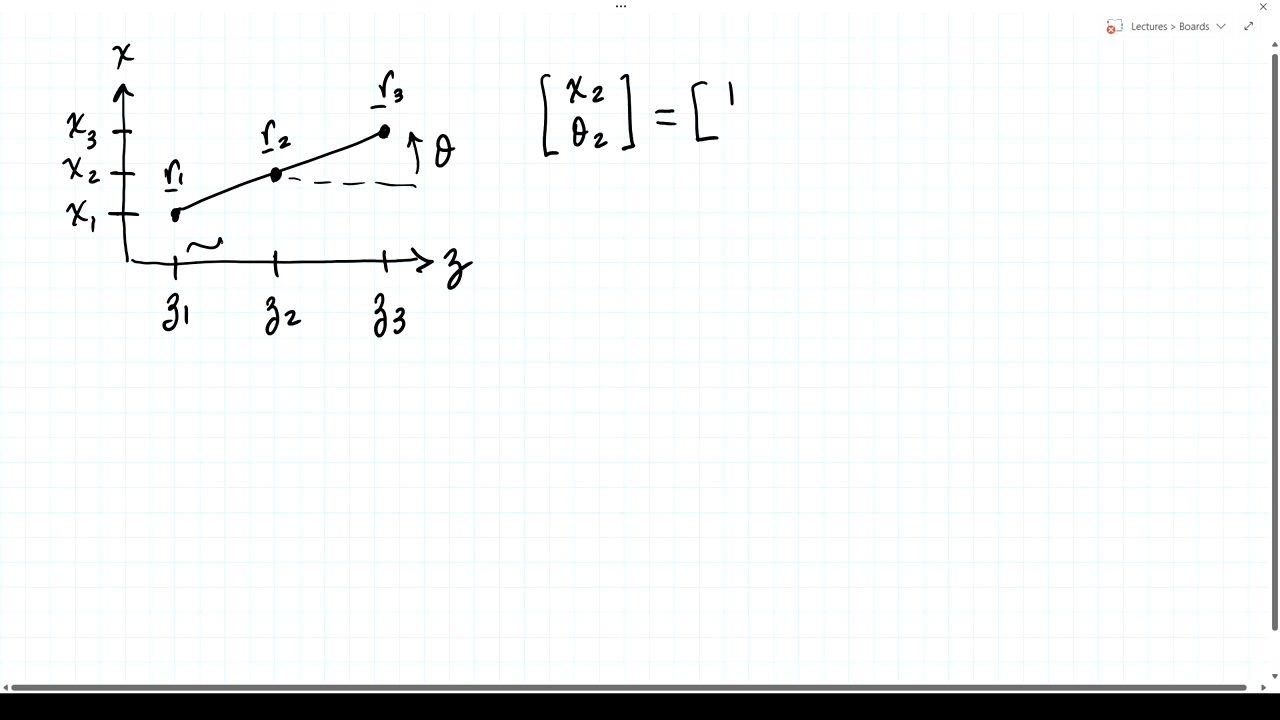 ...
Lectures > Boards
x
x₃
x₂
x₁
r₁
r₂
r₃
θ
z
z₁ z₂ z₃
[x₂
θ₂] = [1